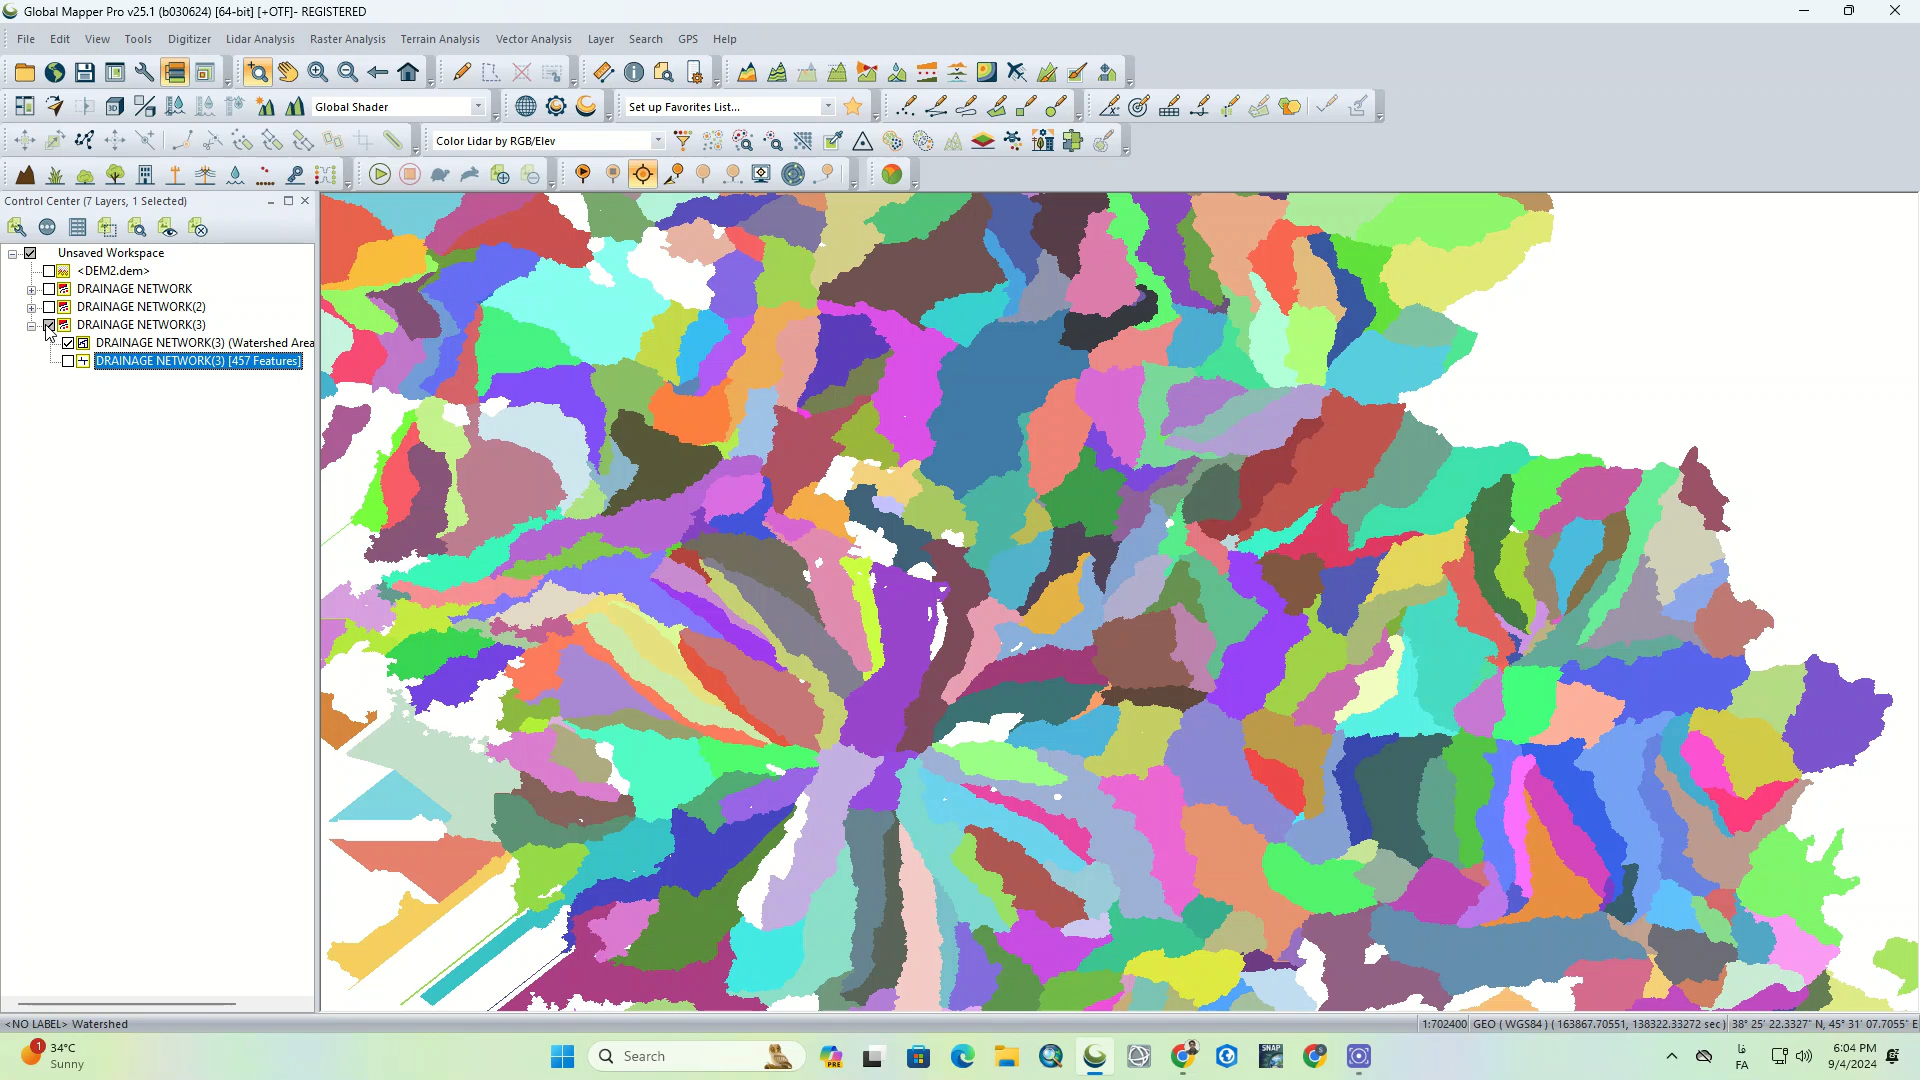 Global Mapper Pro v25.1 (b030624) [64-bit] [+OTF]- REGISTERED
File Edit View Tools Digitizer Lidar Analysis Raster Analysis Terrain Analysis Vector Analysis Layer Search GPS Help
Global Shader Set up Favorites List...
Color Lidar by RGB/Elev
Control Center (7 Layers, 1 Selected)
Unsaved Workspace
<DEM2.dem>
DRAINAGE NETWORK
DRAINAGE NETWORK(2)
DRAINAGE NETWORK(3)
DRAINAGE NETWORK(3) (Watershed Area
DRAINAGE NETWORK(3) [457 Features]
<NO LABEL> Watershed 1:702400 GEO ( WGS84 ) ( 163867.70551, 138322.33272 sec ) 38° 25' 22.3327" N, 45° 31' 07.7055" E
1
34°C
Sunny
Search
PRE
SNAP
فا
FA
6:04 PM
9/4/2024